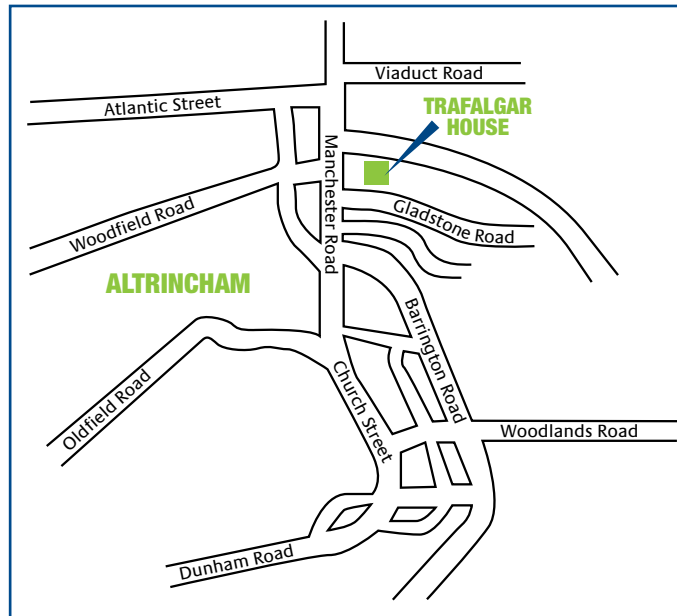 Viaduct Road
Atlantic Street
TRAFALGAR
HOUSE
Manchester Road
Woodfield Road
Gladstone Road
ALTRINCHAM
Barrington Road
Oldfield Road
Church Street
Woodlands Road
Dunham Road